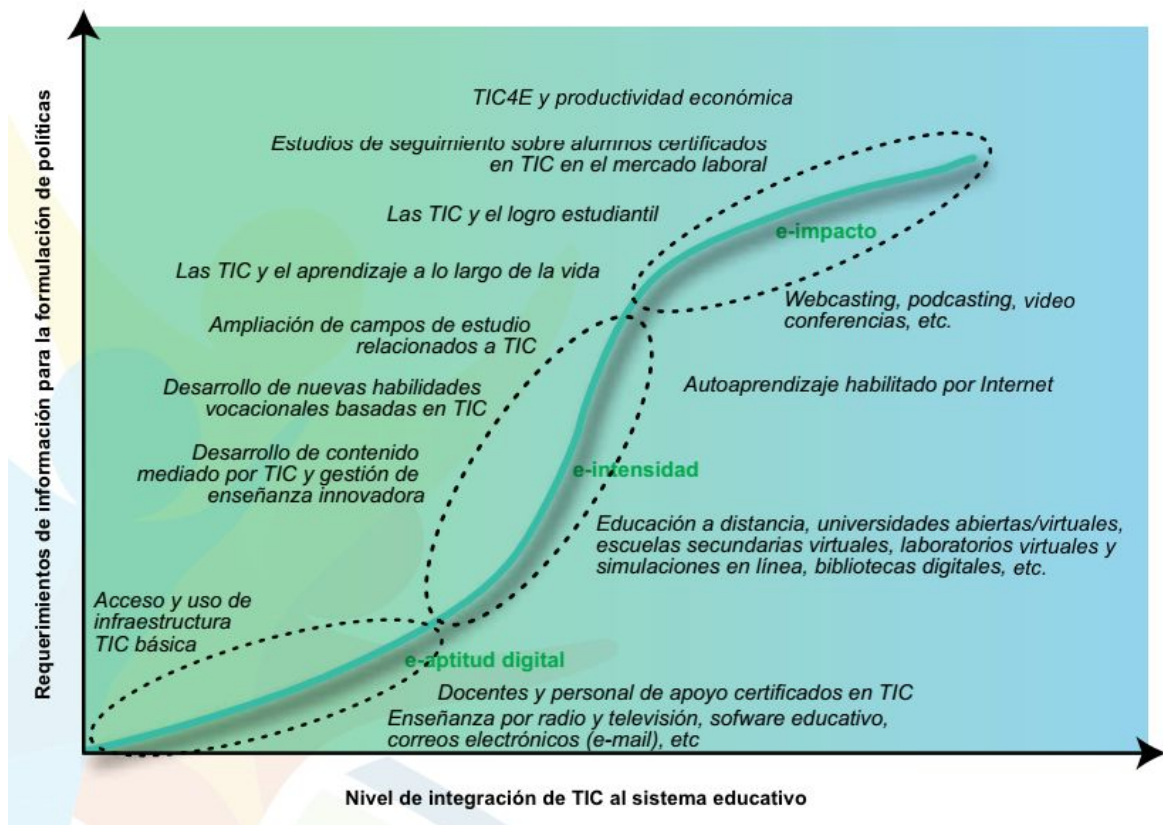 Requerimientos de información para la formulación de políticas
TIC4E y productividad económica
Estudios de seguimiento sobre alumnos certificados
en TIC en el mercado laboral
Las TIC y el logro estudiantil
e-impacto
Las TIC y el aprendizaje a lo largo de la vida
Webcasting, podcasting, video
conferencias, etc.
Ampliación de campos de estudio
relacionados a TIC
Desarrollo de nuevas habilidades
vocacionales basadas en TIC
Autoaprendizaje habilitado por Internet
Desarrollo de contenido
mediado por TIC y gestión de
enseñanza innovadora
e-intensidad
Educación a distancia, universidades abiertas/virtuales,
escuelas secundarias virtuales, laboratorios virtuales y
simulaciones en línea, bibliotecas digitales, etc.
Acceso y uso de
infraestructura
TIC básica
e-aptitud digital
Docentes y personal de apoyo certificados en TIC
Enseñanza por radio y televisión, sofware educativo,
correos electrónicos (e-mail), etc
Nivel de integración de TIC al sistema educativo